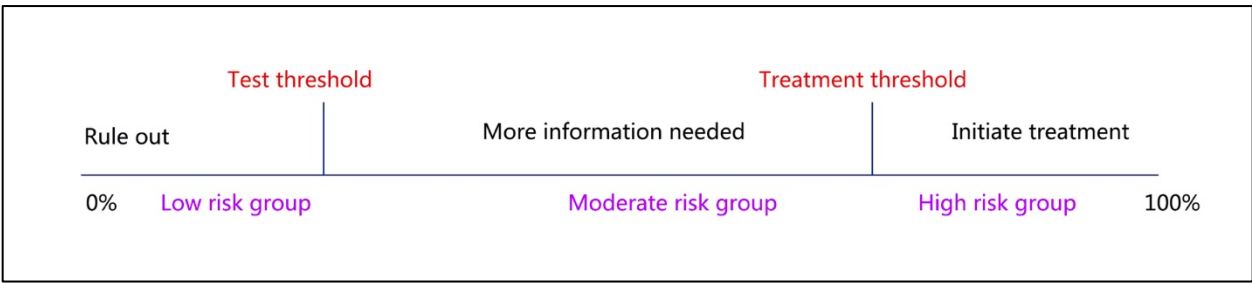 Test threshold
Treatment threshold
Rule out
More information needed
Initiate treatment
0%
Low risk group
Moderate risk group
High risk group
100%